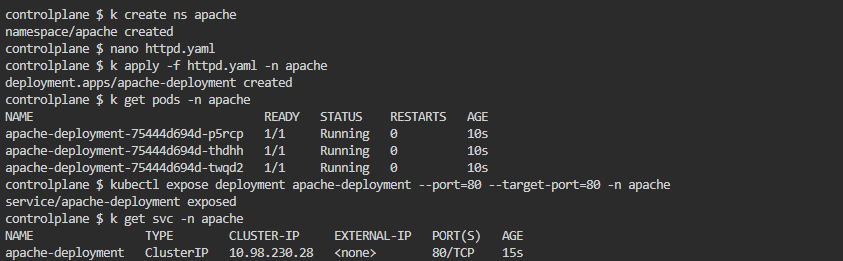 controlplane $ k create ns apache
namespace/apache created
controlplane $ nano httpd.yaml
controlplane $ k apply -f httpd.yaml -n apache
deployment.apps/apache-deployment created
controlplane $ k get pods -n apache
NAME                                 READY   STATUS    RESTARTS   AGE
apache-deployment-75444d694d-p5rcp   1/1     Running   0          10s
apache-deployment-75444d694d-thdhh   1/1     Running   0          10s
apache-deployment-75444d694d-twqd2   1/1     Running   0          10s
controlplane $ kubectl expose deployment apache-deployment --port=80 --target-port=80 -n apache
service/apache-deployment exposed
controlplane $ k get svc -n apache
NAME                TYPE        CLUSTER-IP     EXTERNAL-IP   PORT(S)   AGE
apache-deployment   ClusterIP   10.98.230.28   <none>        80/TCP    15s